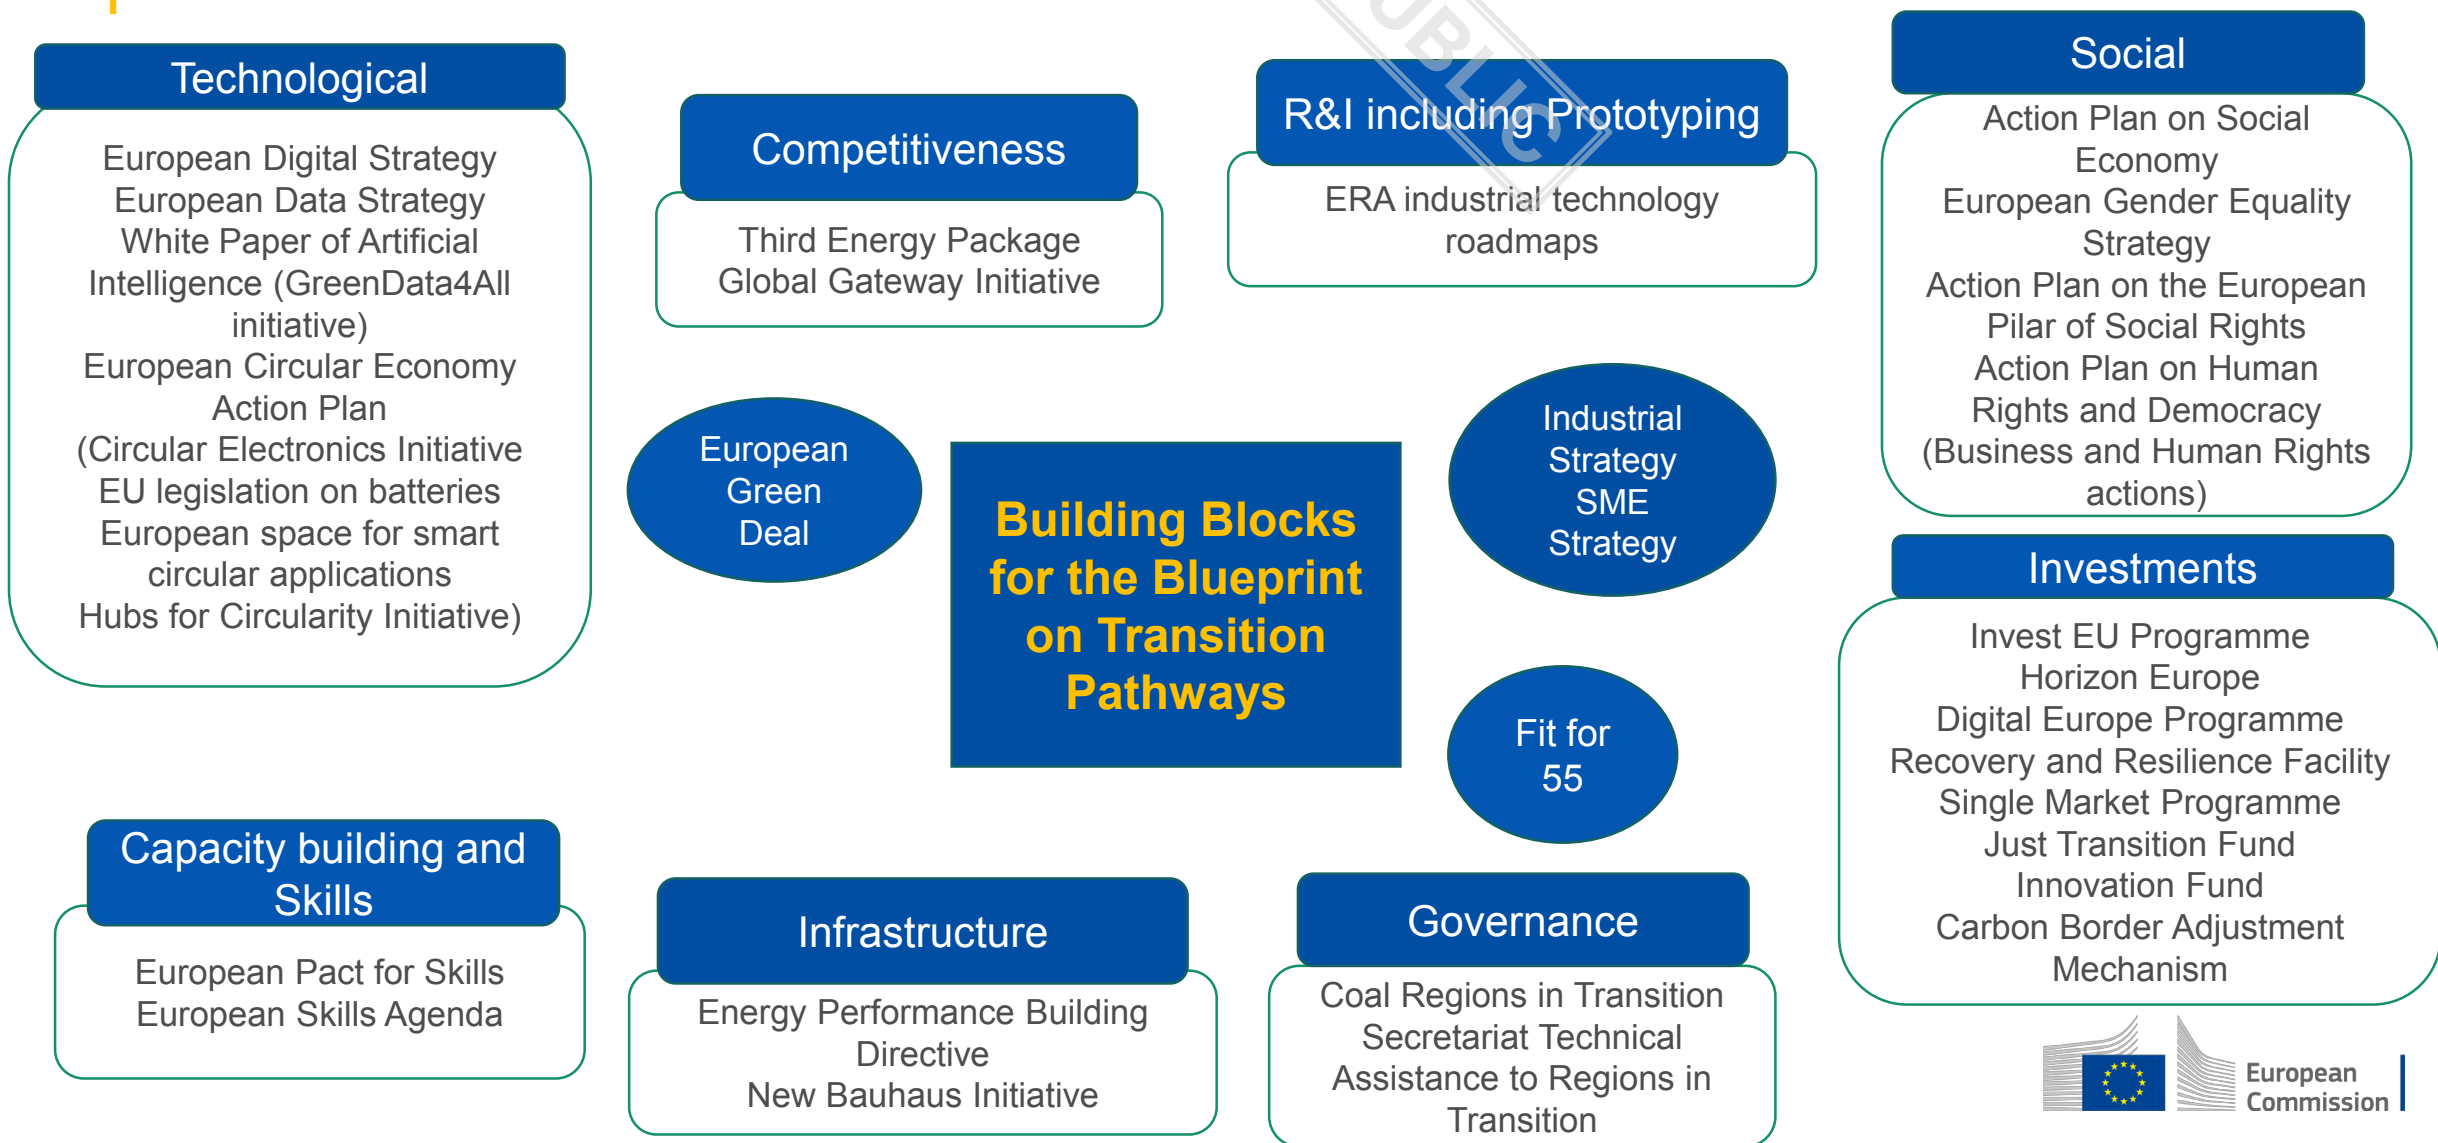 Technological
European Digital Strategy
European Data Strategy
White Paper of Artificial
Intelligence (GreenData4All
initiative)
European Circular Economy
Action Plan
(Circular Electronics Initiative
EU legislation on batteries
European space for smart
circular applications
Hubs for Circularity Initiative)
Competitiveness
Third Energy Package
Global Gateway Initiative
R&I including Prototyping
ERA industrial technology
roadmaps
Social
Action Plan on Social
Economy
European Gender Equality
Strategy
Action Plan on the European
Pilar of Social Rights
Action Plan on Human
Rights and Democracy
(Business and Human Rights
actions)
European
Green
Deal
Building Blocks
for the Blueprint
on Transition
Pathways
Industrial
Strategy
SME
Strategy
Fit for
55
Investments
Invest EU Programme
Horizon Europe
Digital Europe Programme
Recovery and Resilience Facility
Single Market Programme
Just Transition Fund
Innovation Fund
Carbon Border Adjustment
Mechanism
Capacity building and
Skills
European Pact for Skills
European Skills Agenda
Infrastructure
Energy Performance Building
Directive
New Bauhaus Initiative
Governance
Coal Regions in Transition
Secretariat Technical
Assistance to Regions in
Transition
European
Commission